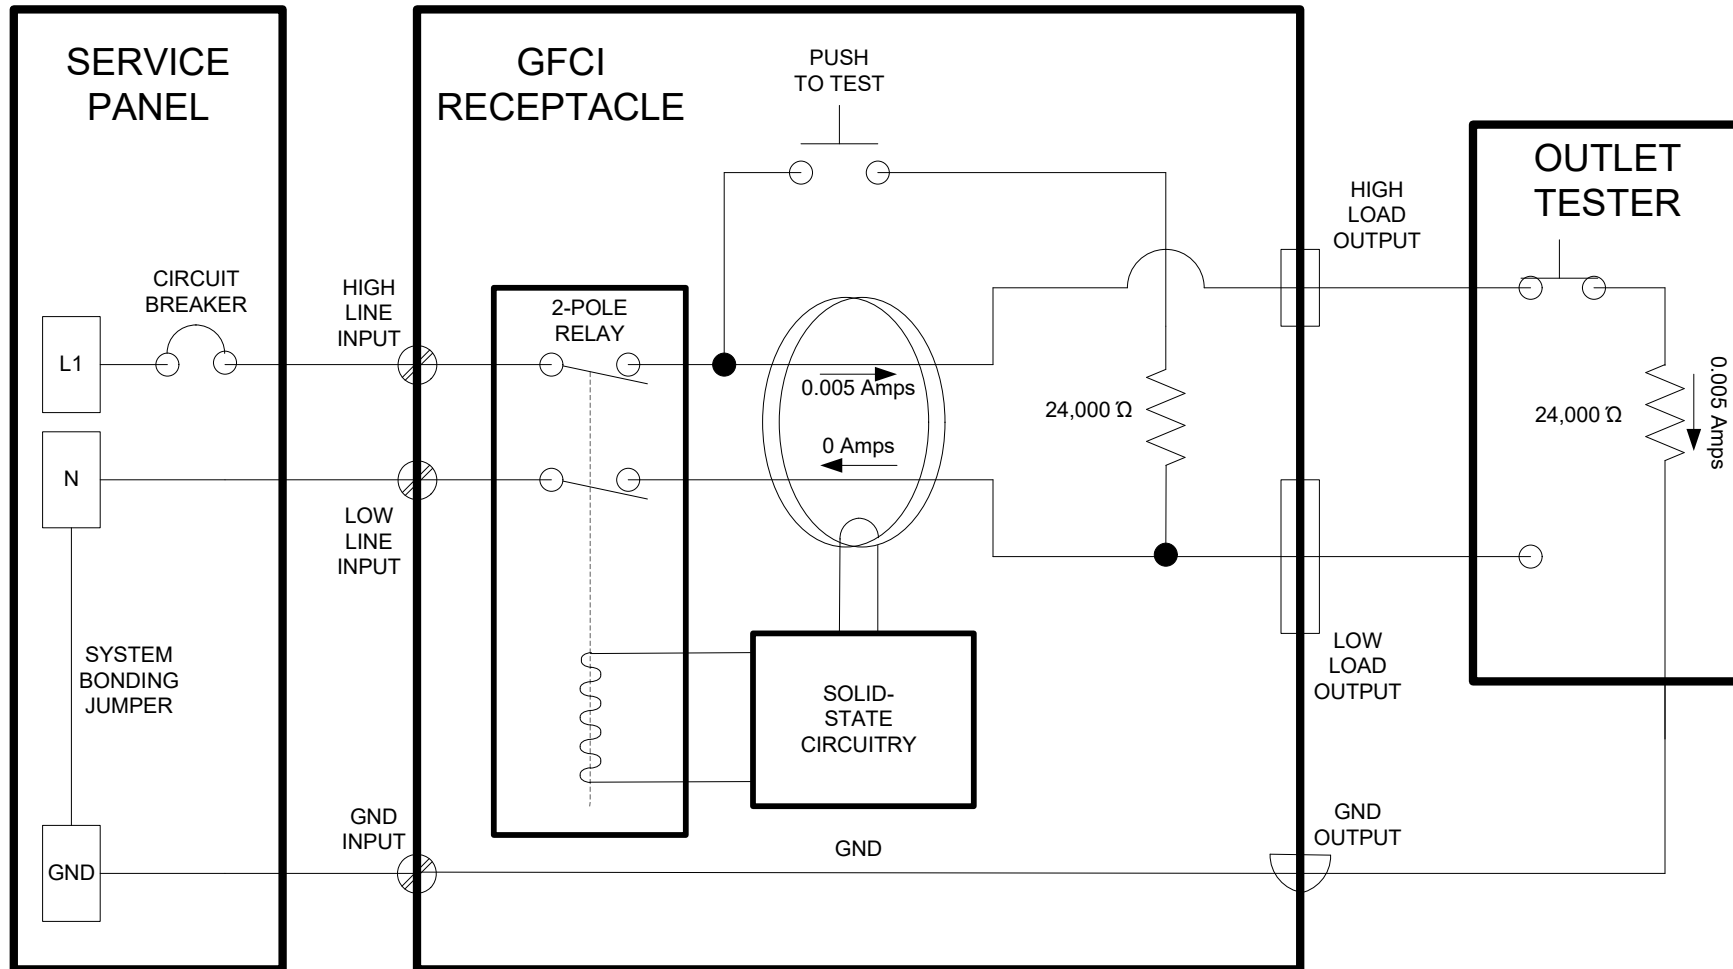 SERVICE
PANEL
GFCI
RECEPTACLE
PUSH
TO TEST
OUTLET
TESTER
HIGH
LOAD
OUTPUT
CIRCUIT
BREAKER
HIGH
LINE
INPUT
2-POLE
RELAY
L1
0.005 Amps
24,000 Ώ
24,000 Ώ
0.005 Amps
0 Amps
N
LOW
LINE
INPUT
SYSTEM
BONDING
JUMPER
SOLID-
STATE
CIRCUITRY
LOW
LOAD
OUTPUT
GND
INPUT
GND
GND
OUTPUT
GND